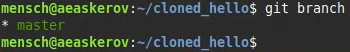 mensch@aeaskerov:~/cloned_hello$ git branch
* master
mensch@aeaskerov:~/cloned_hello$